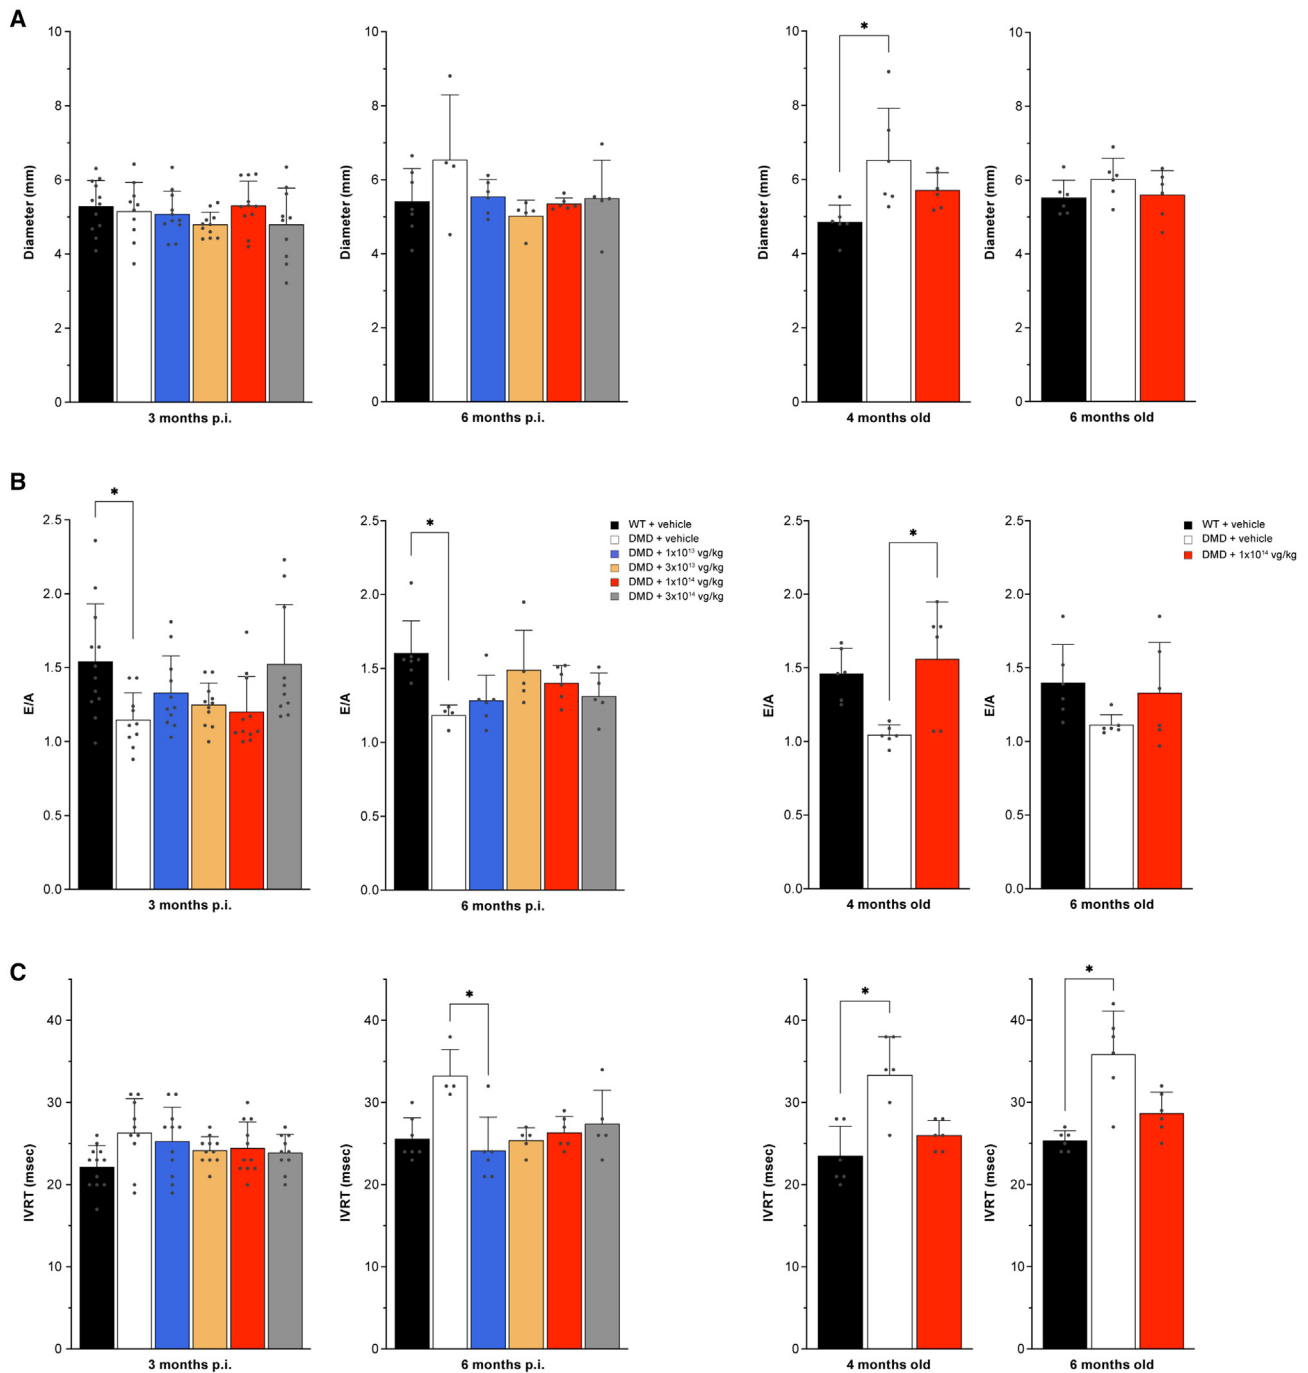 A
Diameter (mm)
10
8
6
4
2
0
3 months p.i.
Diameter (mm)
10
8
6
4
2
0
6 months p.i.
Diameter (mm)
10
8
6
4
2
0
*
4 months old
Diameter (mm)
10
8
6
4
2
0
6 months old
B
E/A
2.5
2.0
1.5
1.0
0.5
0.0
*
3 months p.i.
E/A
2.5
2.0
1.5
1.0
0.5
0.0
*
6 months p.i.
WT + vehicle
DMD + vehicle
DMD + 1x10¹³ vg/kg
DMD + 3x10¹³ vg/kg
DMD + 1x10¹⁴ vg/kg
DMD + 3x10¹⁴ vg/kg
E/A
2.5
2.0
1.5
1.0
0.5
0.0
*
4 months old
E/A
2.5
2.0
1.5
1.0
0.5
0.0
6 months old
WT + vehicle
DMD + vehicle
DMD + 1x10¹⁴ vg/kg
C
IVRT (msec)
40
30
20
10
0
3 months p.i.
IVRT (msec)
40
30
20
10
0
*
6 months p.i.
IVRT (msec)
40
30
20
10
0
*
4 months old
IVRT (msec)
40
30
20
10
0
*
6 months old